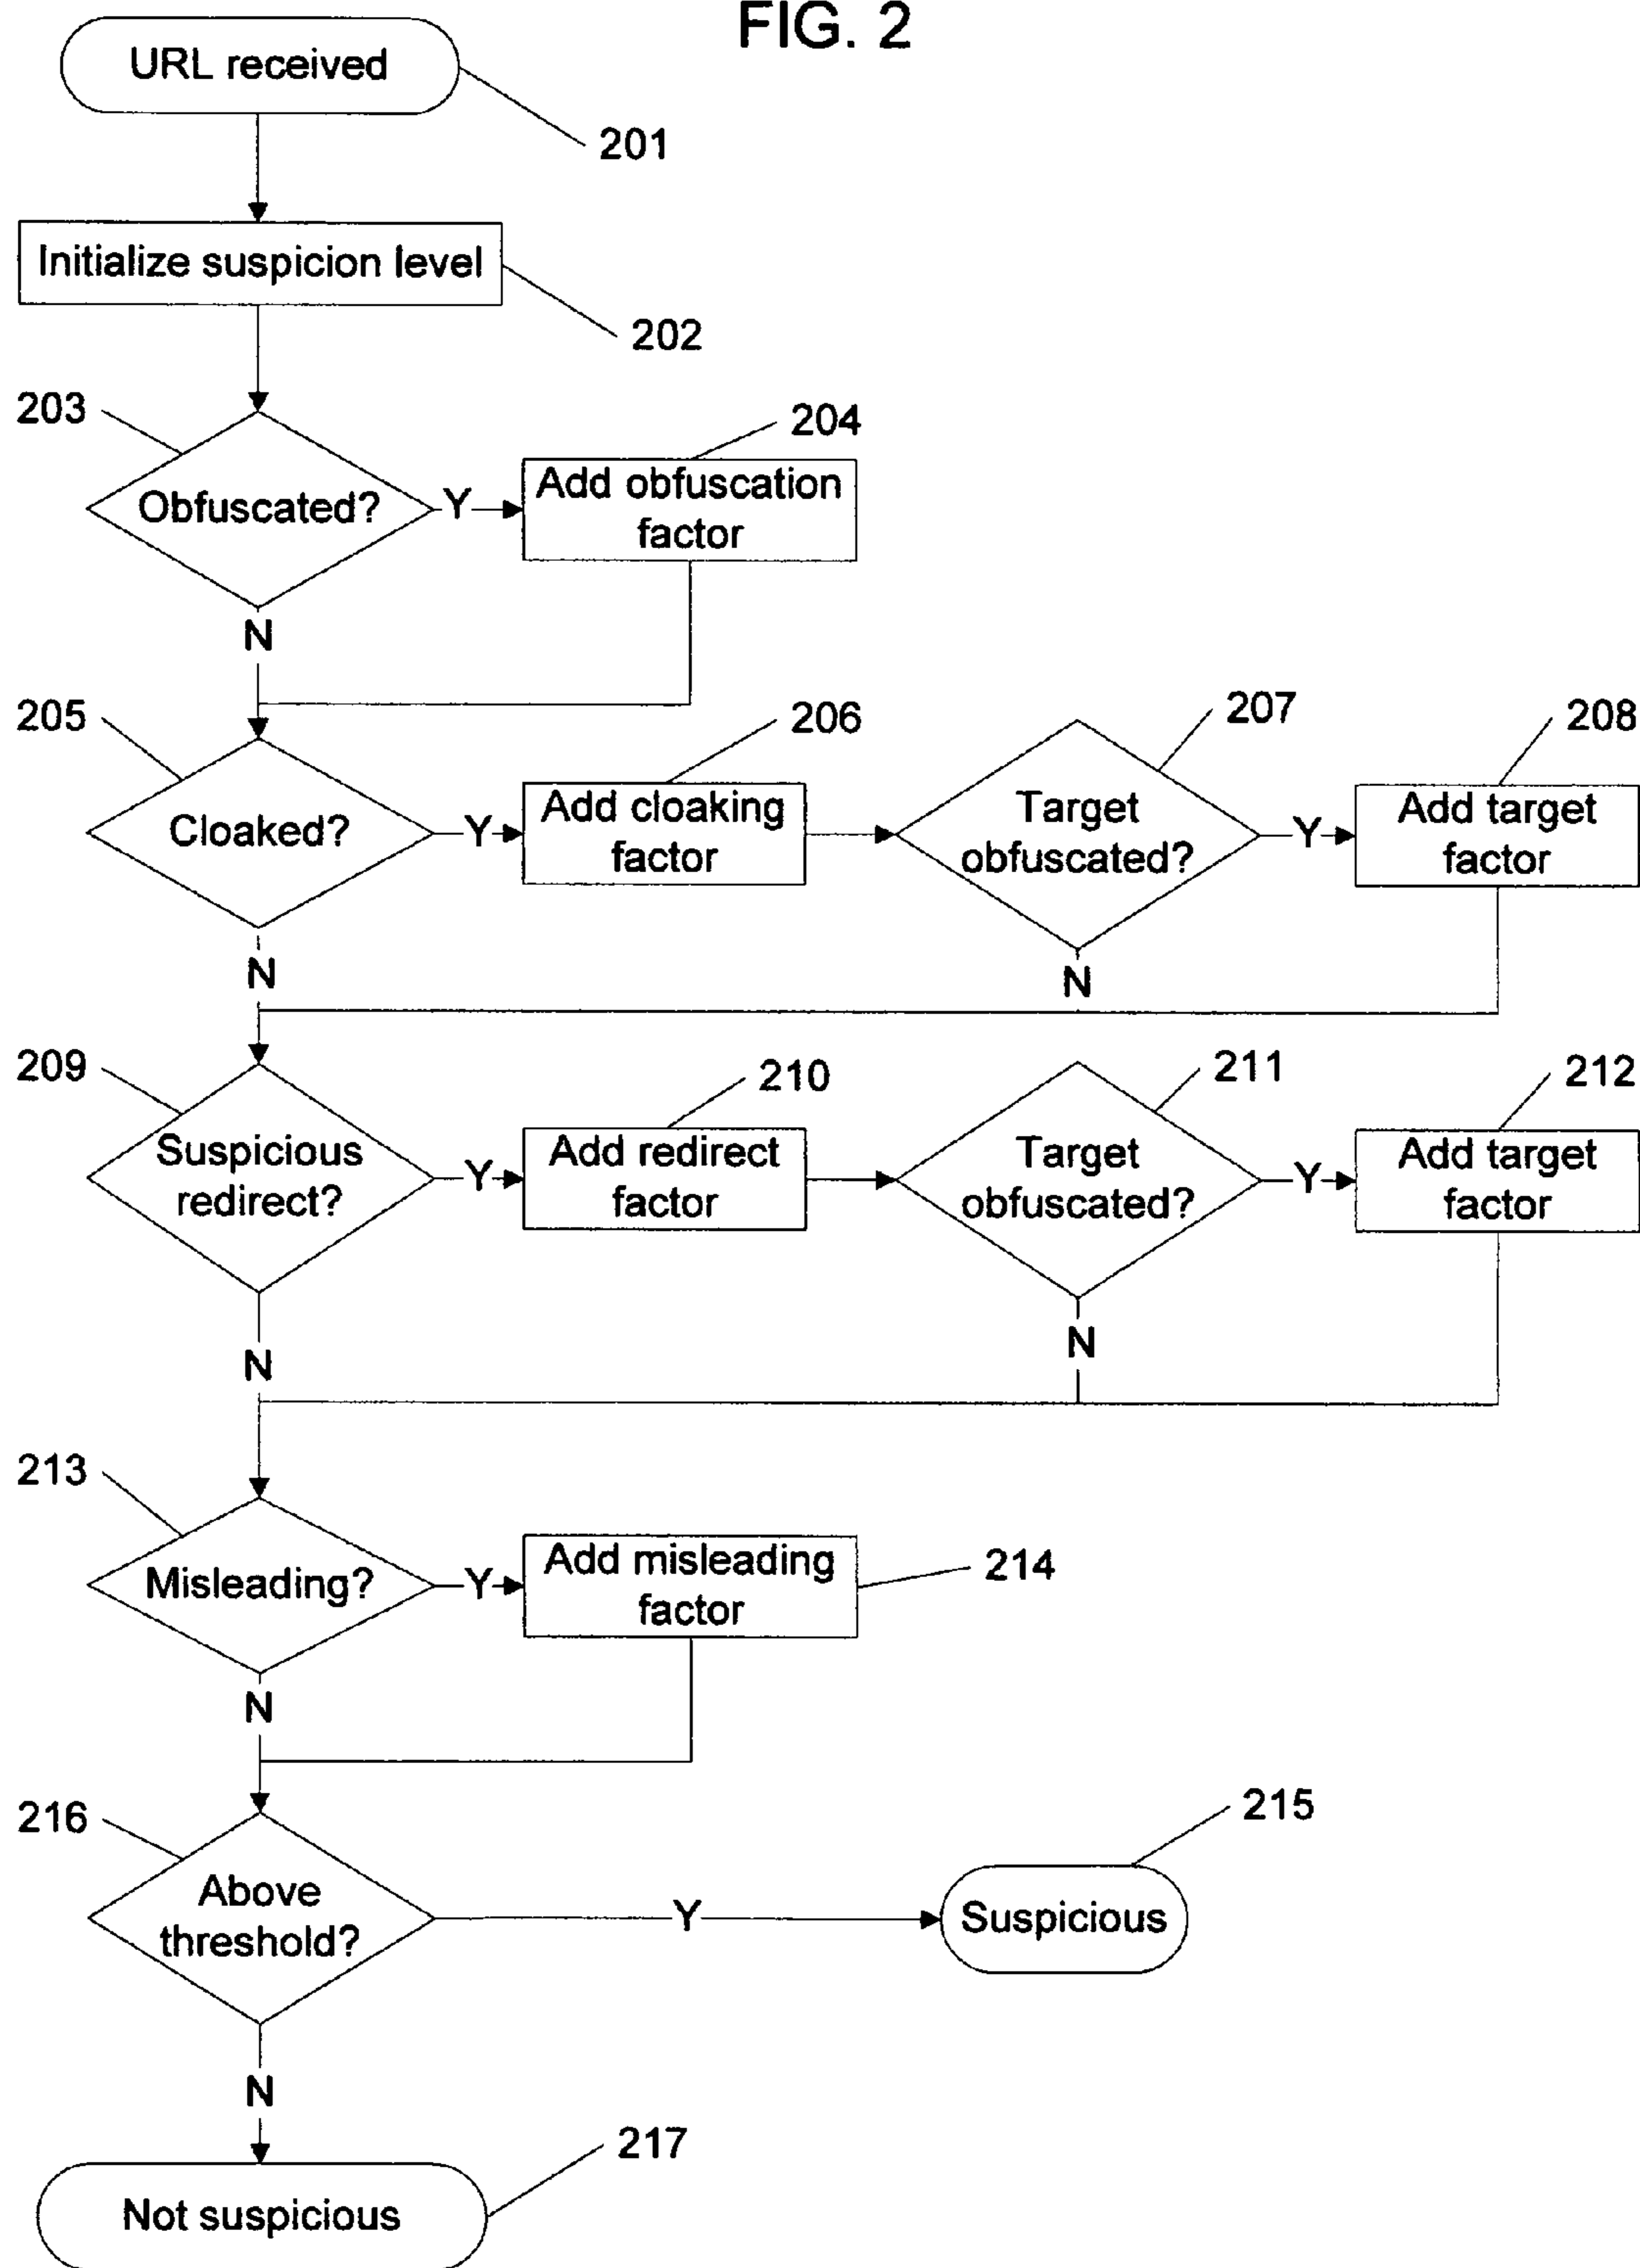 FIG. 2
URL received
201
Initialize suspicion level
202
203
204
Obfuscated?
Y
Add obfuscation
factor
N
205
206
207
208
Cloaked?
Y
Add cloaking
factor
Target
obfuscated?
Y
Add target
factor
N
N
209
210
211
212
Suspicious
redirect?
Y
Add redirect
factor
Target
obfuscated?
Y
Add target
factor
N
N
213
Misleading?
Y
Add misleading
factor
214
N
216
215
Above
threshold?
Y
Suspicious
N
217
Not suspicious